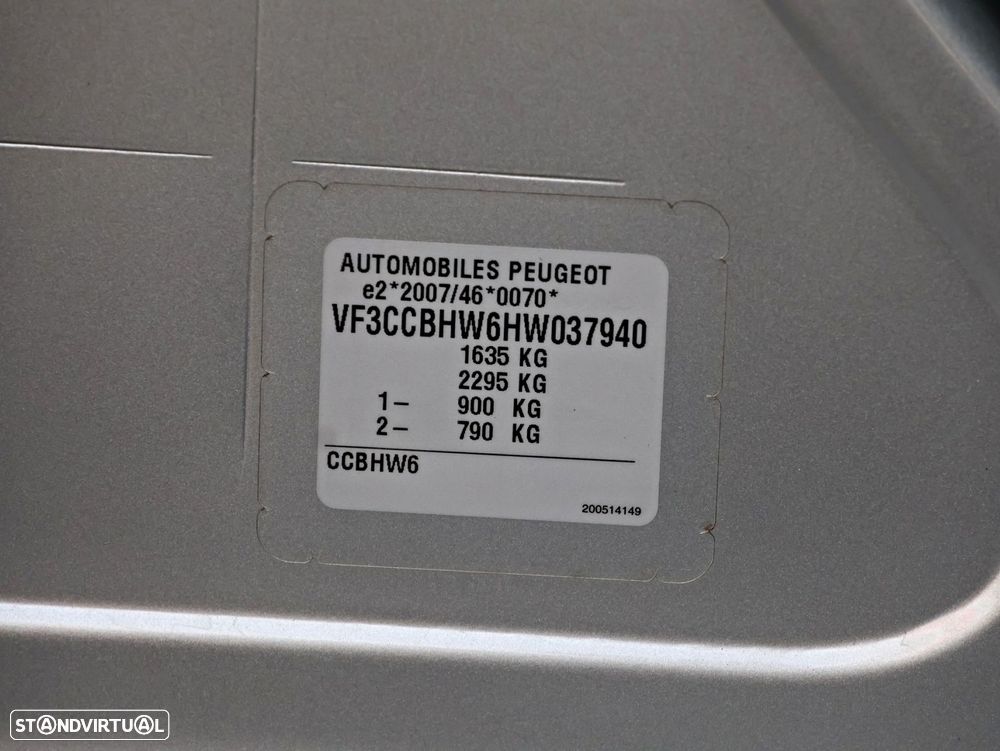 AUTOMOBILES PEUGEOT
e2*2007/46*0070*
VF3CCBHW6HW037940
1635 KG
2295 KG
1– 900 KG
2– 790 KG
CCBHW6
200514149
STANDVIRTUAL